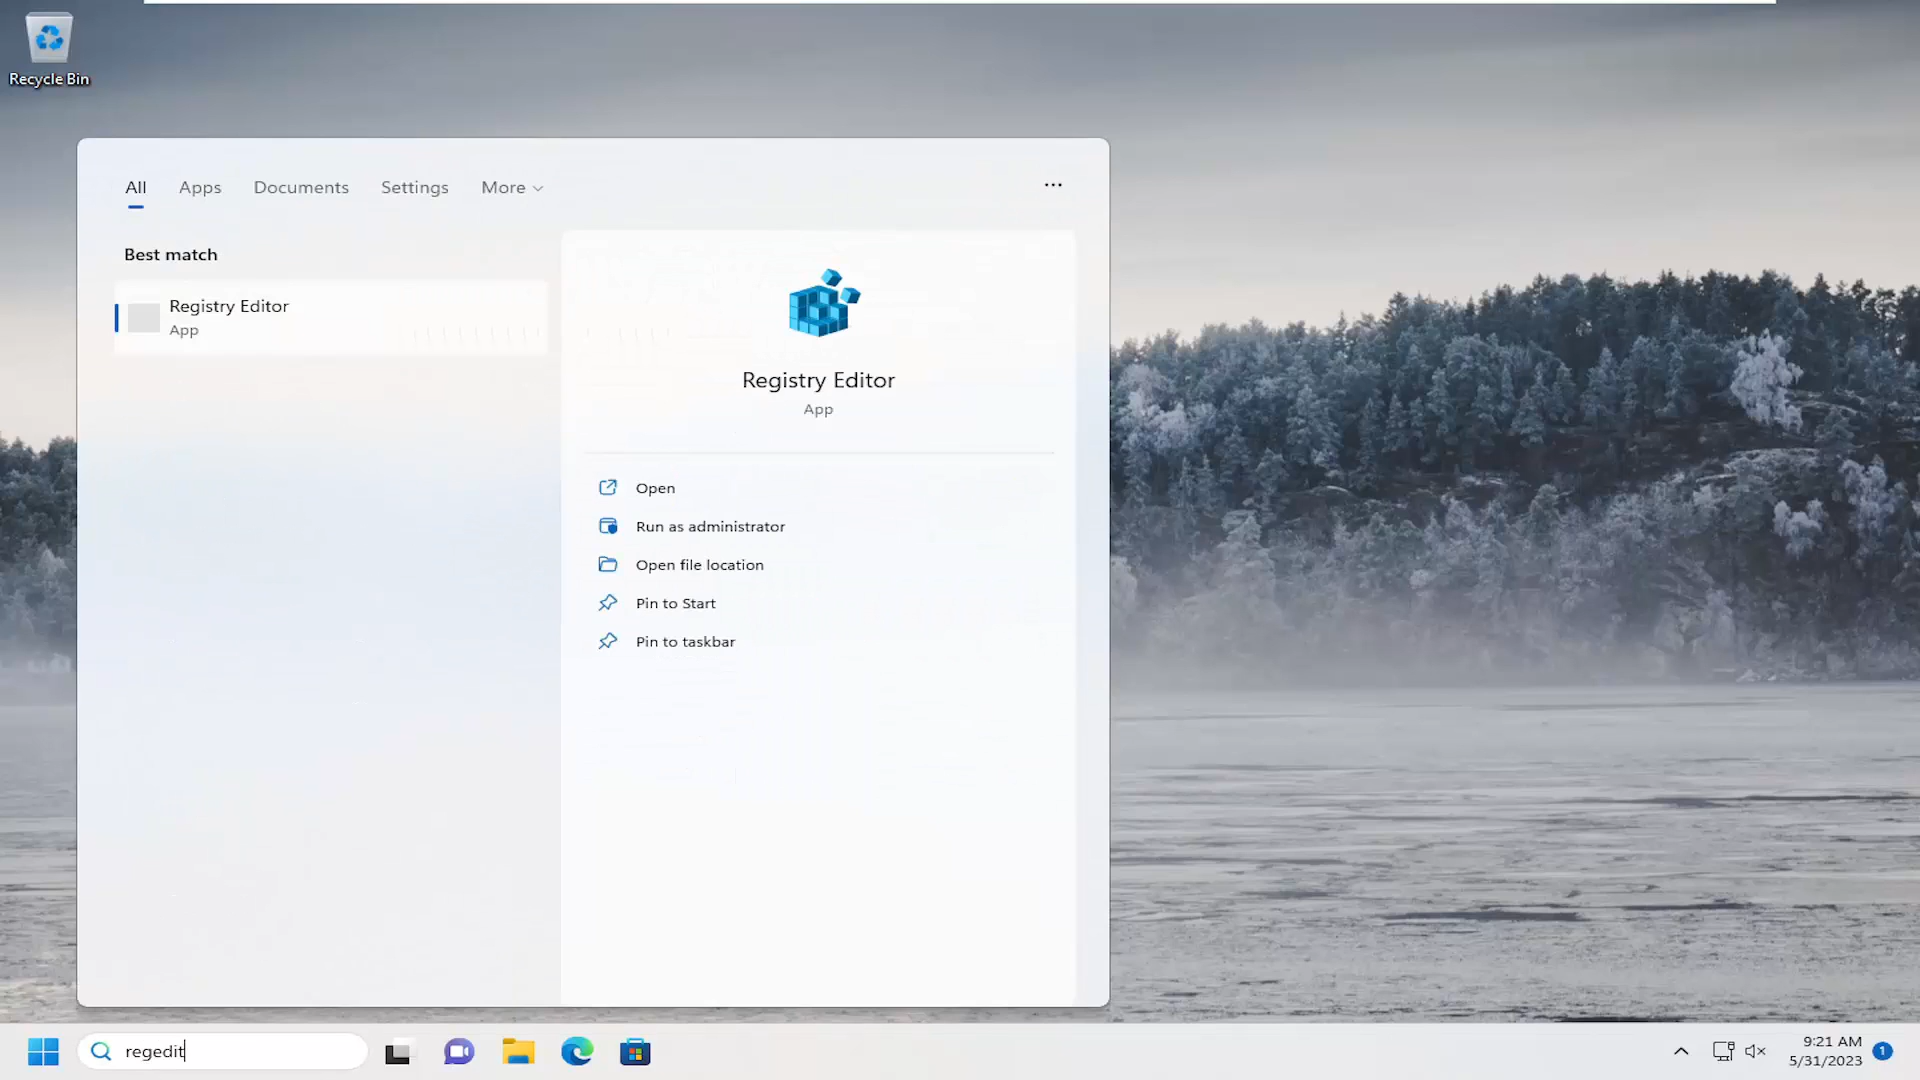 Recycle Bin
All Apps Documents Settings More
Best match
Registry Editor
App
Registry Editor
App
Open
Run as administrator
Open file location
Pin to Start
Pin to taskbar
regedit
9:21 AM
5/31/2023
1